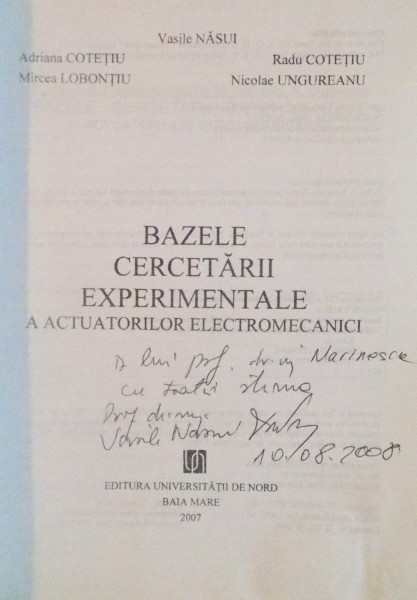 Vasile NĂSUI
Adriana COTEȚIU Radu COTEȚIU
Mircea LOBONȚIU Nicolae UNGUREANU
BAZELE
CERCETĂRII
EXPERIMENTALE
A ACTUATORILOR ELECTROMECANICI
lui prof. dr. ing Marinescu
cu toată stima
Prof dr. ing.
Vasile Năsui
10.08.2008
EDITURA UNIVERSITĂȚII DE NORD
BAIA MARE
2007